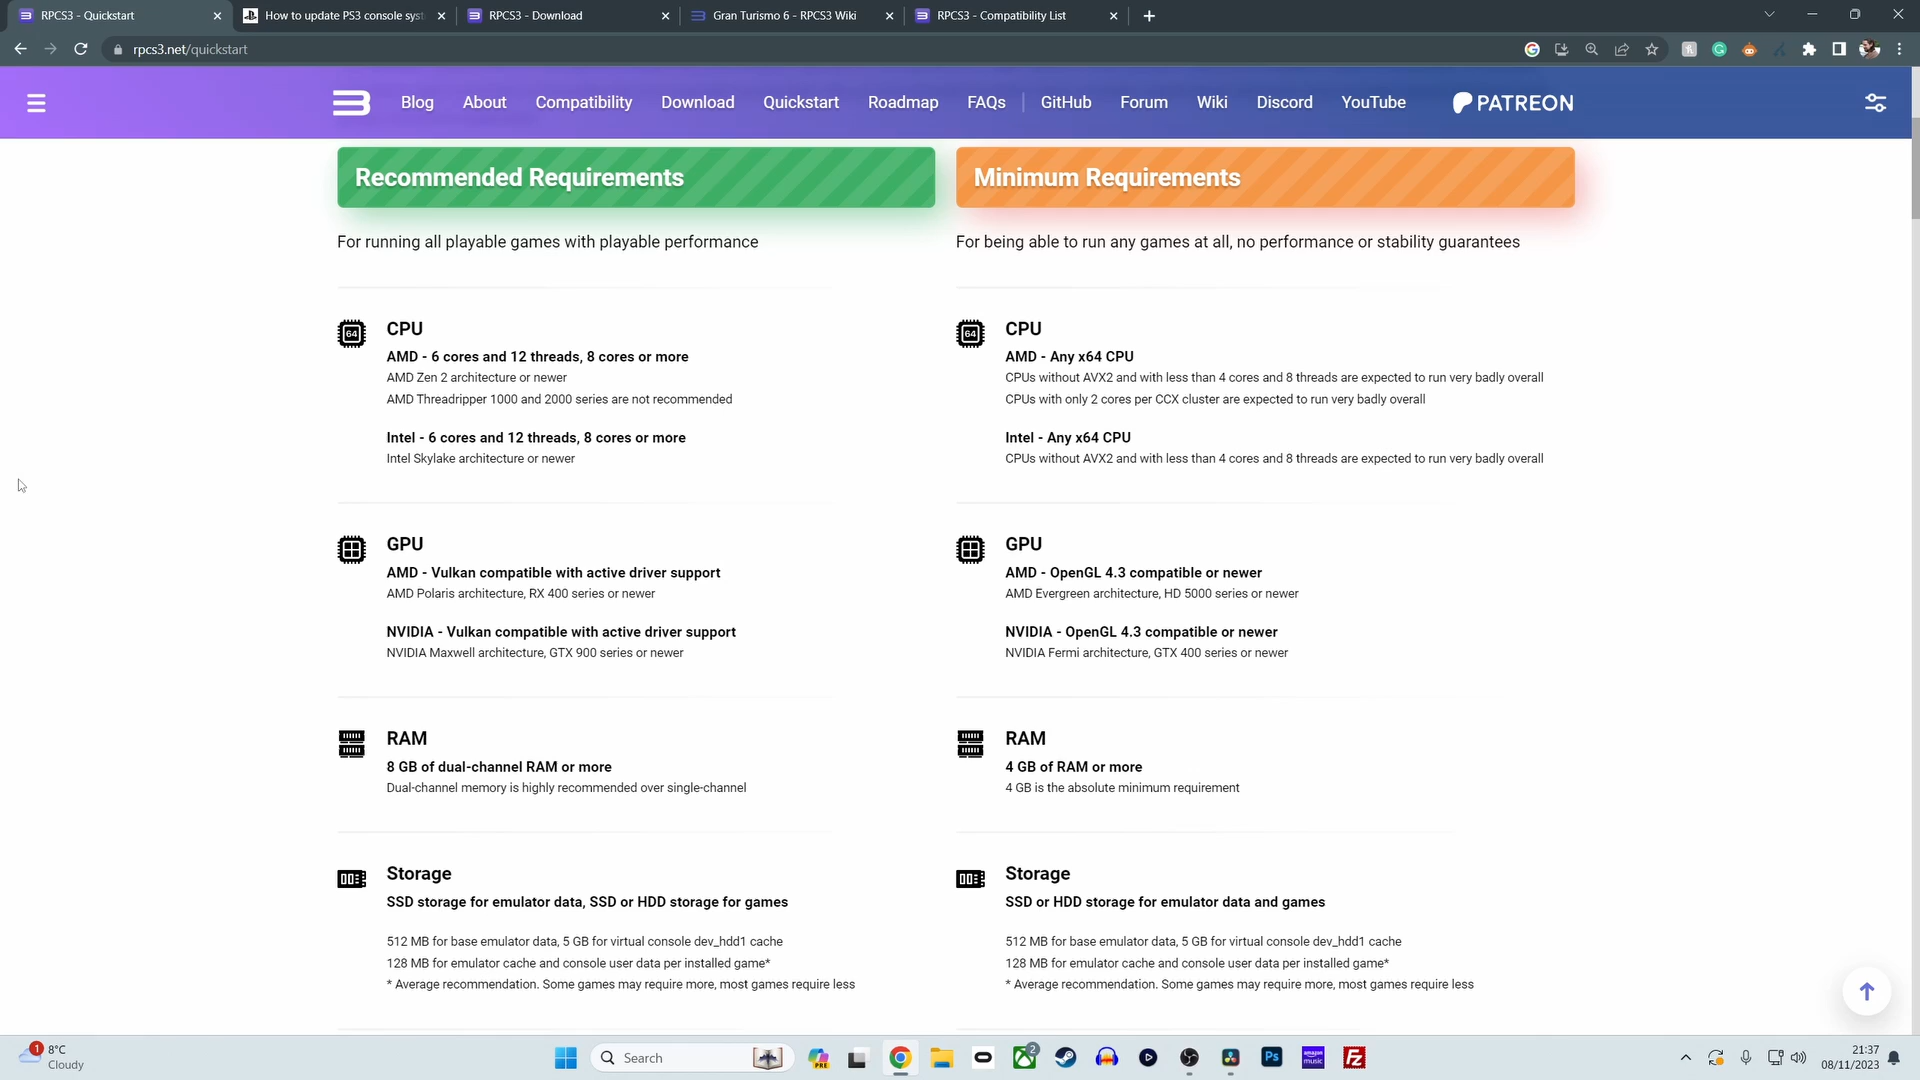 RPCS3 - Quickstart
How to update PS3 console syst
RPCS3 - Download
Gran Turismo 6 - RPCS3 Wiki
RPCS3 - Compatibility List
rpcs3.net/quickstart
Blog
About
Compatibility
Download
Quickstart
Roadmap
FAQs
GitHub
Forum
Wiki
Discord
YouTube
PATREON
Recommended Requirements
For running all playable games with playable performance
CPU
AMD - 6 cores and 12 threads, 8 cores or more
AMD Zen 2 architecture or newer
AMD Threadripper 1000 and 2000 series are not recommended
Intel - 6 cores and 12 threads, 8 cores or more
Intel Skylake architecture or newer
GPU
AMD - Vulkan compatible with active driver support
AMD Polaris architecture, RX 400 series or newer
NVIDIA - Vulkan compatible with active driver support
NVIDIA Maxwell architecture, GTX 900 series or newer
RAM
8 GB of dual-channel RAM or more
Dual-channel memory is highly recommended over single-channel
Storage
SSD storage for emulator data, SSD or HDD storage for games
512 MB for base emulator data, 5 GB for virtual console dev_hdd1 cache
128 MB for emulator cache and console user data per installed game*
* Average recommendation. Some games may require more, most games require less
Minimum Requirements
For being able to run any games at all, no performance or stability guarantees
CPU
AMD - Any x64 CPU
CPUs without AVX2 and with less than 4 cores and 8 threads are expected to run very badly overall
CPUs with only 2 cores per CCX cluster are expected to run very badly overall
Intel - Any x64 CPU
CPUs without AVX2 and with less than 4 cores and 8 threads are expected to run very badly overall
GPU
AMD - OpenGL 4.3 compatible or newer
AMD Evergreen architecture, HD 5000 series or newer
NVIDIA - OpenGL 4.3 compatible or newer
NVIDIA Fermi architecture, GTX 400 series or newer
RAM
4 GB of RAM or more
4 GB is the absolute minimum requirement
Storage
SSD or HDD storage for emulator data and games
512 MB for base emulator data, 5 GB for virtual console dev_hdd1 cache
128 MB for emulator cache and console user data per installed game*
* Average recommendation. Some games may require more, most games require less
1
8°C
Cloudy
Search
PRE
2
Ps
amazon
music
Fz
21:37
08/11/2023